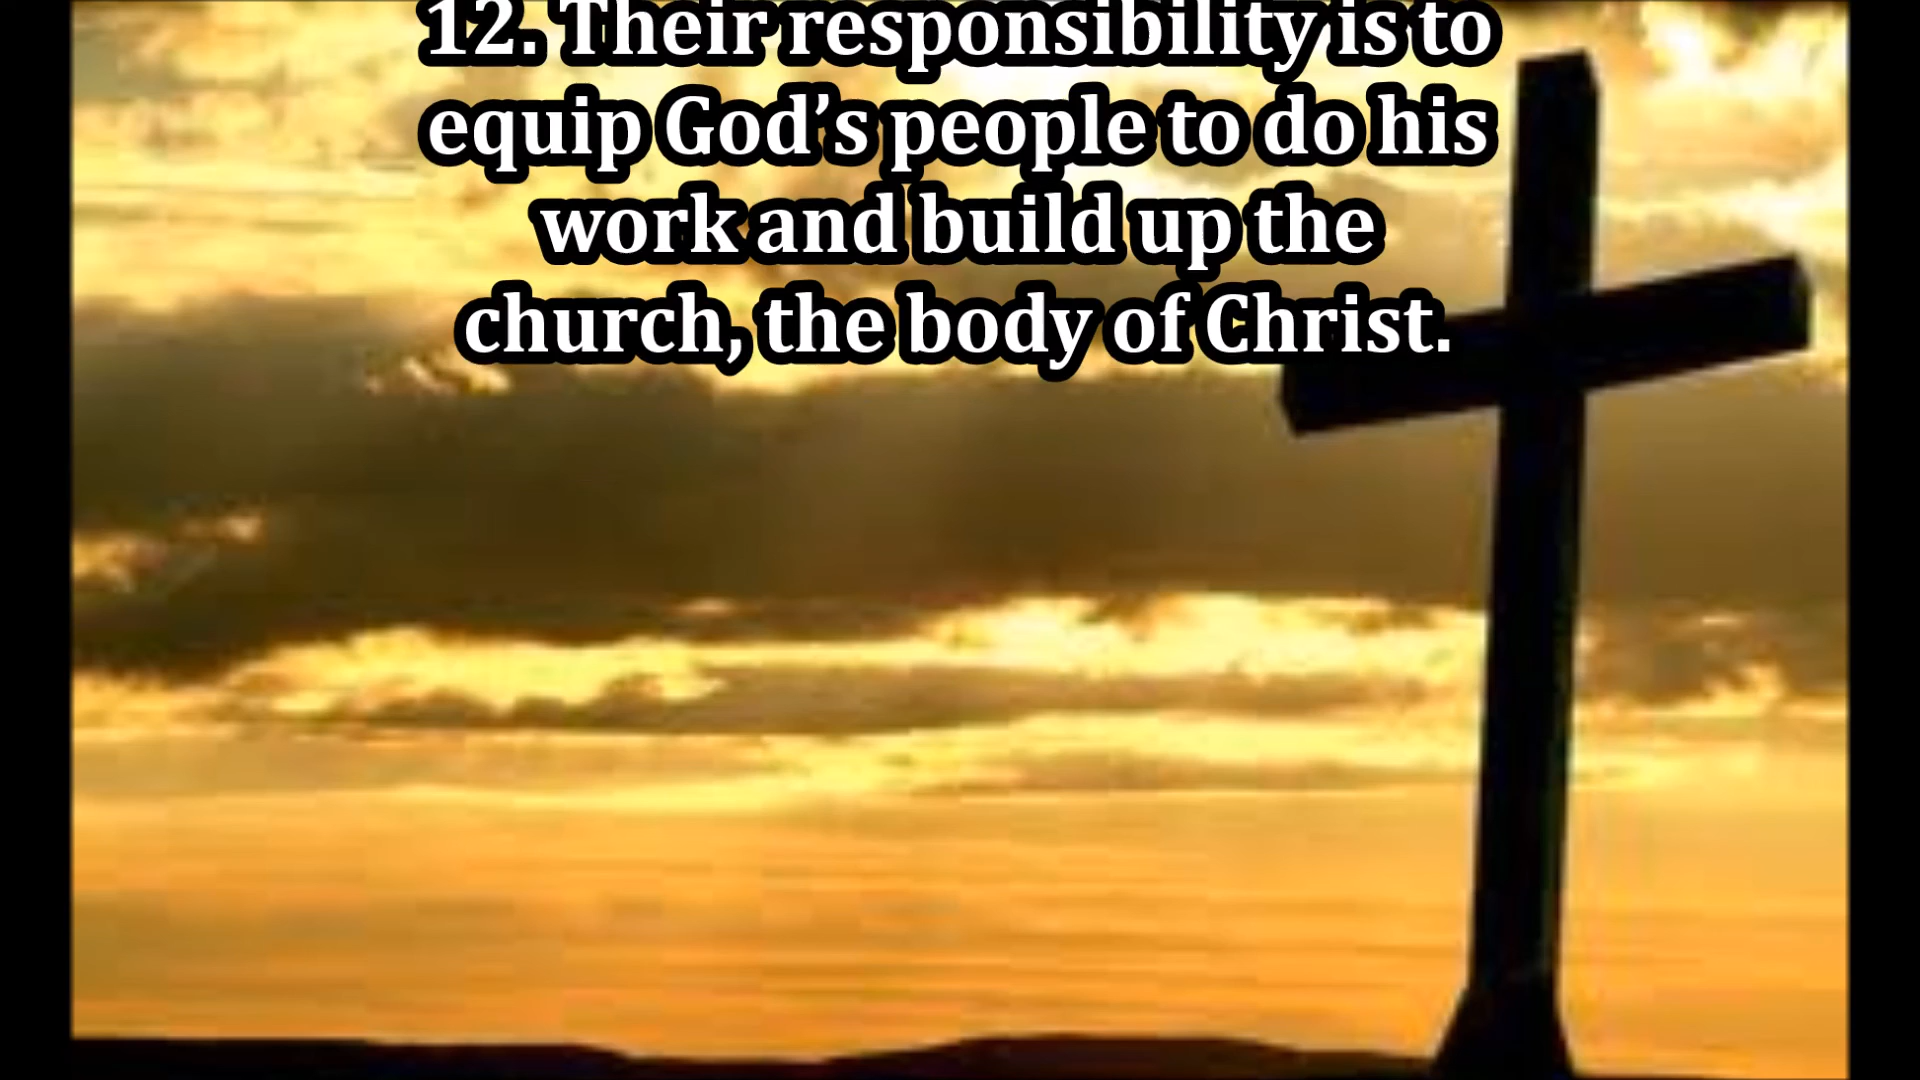 12. Their responsibility is to
equip God’s people to do his
work and build up the
church, the body of Christ.